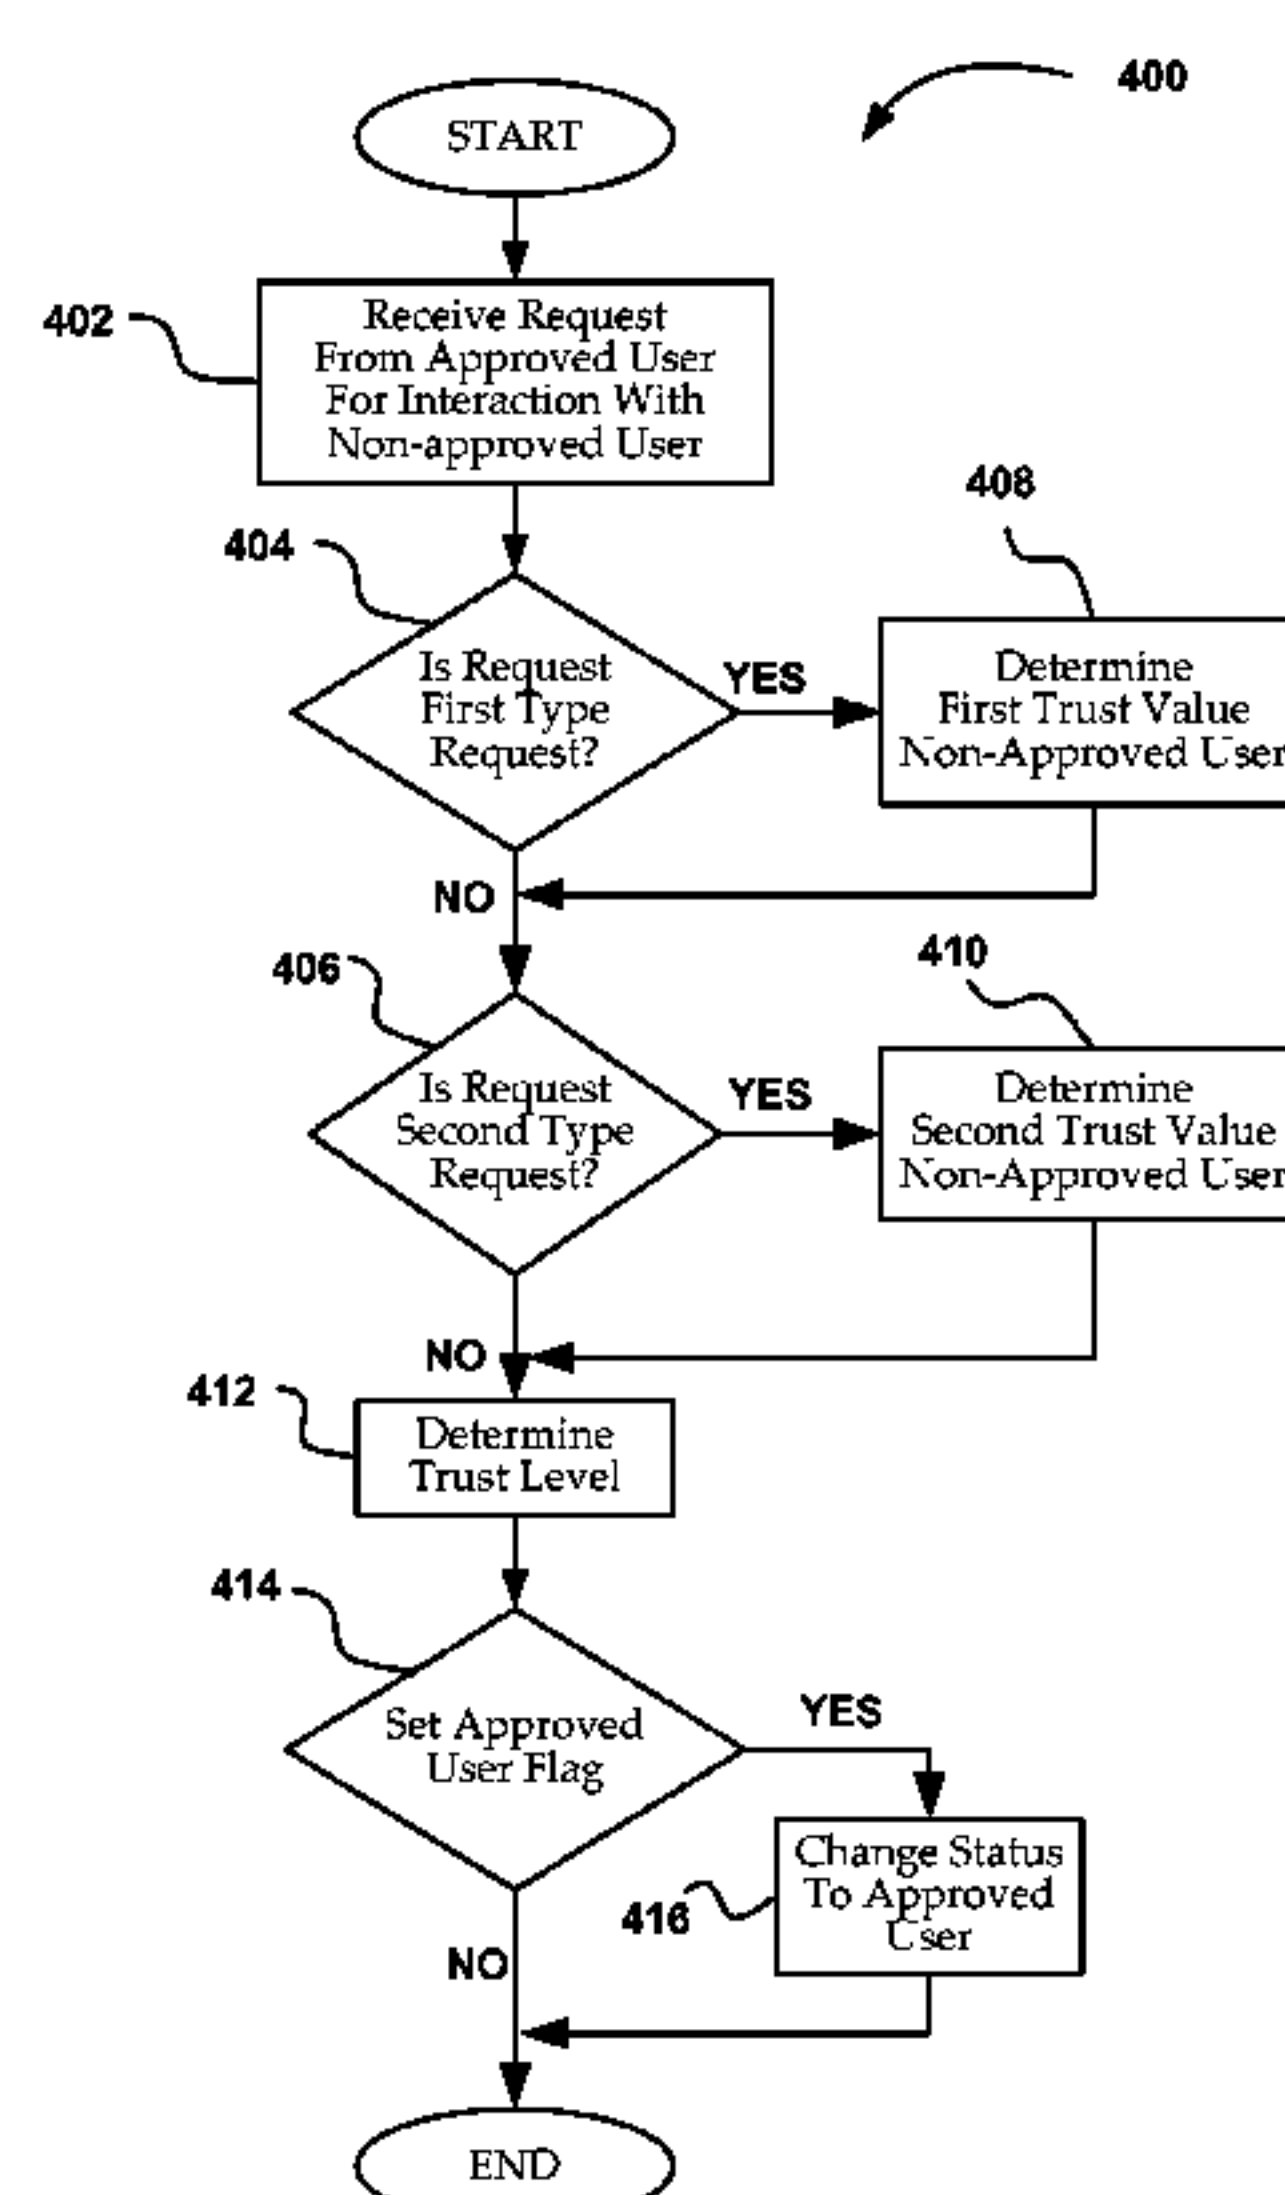 400
START
402
Receive Request
From Approved User
For Interaction With
Non-approved User
404
Is Request
First Type
Request?
YES
408
Determine
First Trust Value
Non-Approved User
NO
406
Is Request
Second Type
Request?
YES
410
Determine
Second Trust Value
Non-Approved User
NO
412
Determine
Trust Level
414
Set Approved
User Flag
YES
416
Change Status
To Approved
User
NO
END